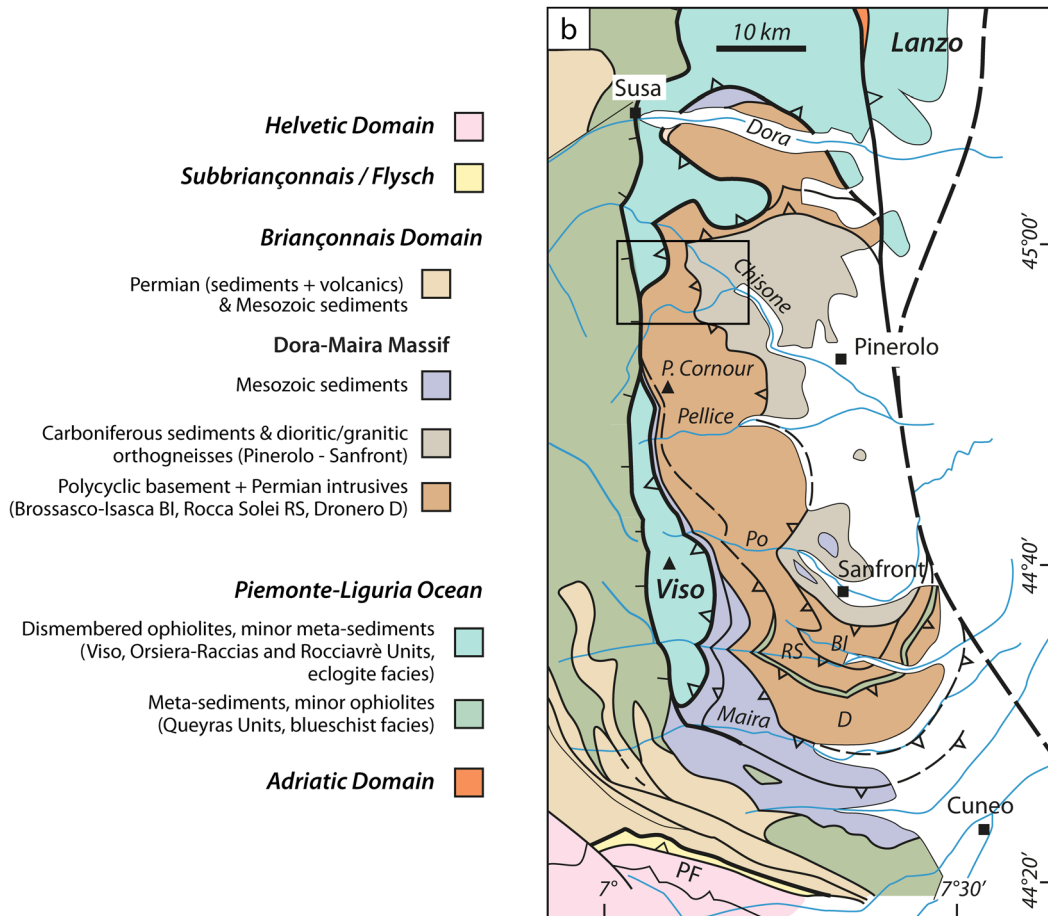 Helvetic Domain
Subbriançonnais / Flysch
Briançonnais Domain
Permian (sediments + volcanics)
& Mesozoic sediments
Dora-Maira Massif
Mesozoic sediments
Carboniferous sediments & dioritic/granitic
orthogneisses (Pinerolo - Sanfront)
Polycyclic basement + Permian intrusives
(Brossasco-Isasca BI, Rocca Solei RS, Dronero D)
Piemonte-Liguria Ocean
Dismembered ophiolites, minor meta-sediments
(Viso, Orsiera-Raccias and Rocciavrè Units,
eclogite facies)
Meta-sediments, minor ophiolites
(Queyras Units, blueschist facies)
Adriatic Domain
b
10 km
Lanzo
Susa
Dora
45°00'
Chisone
Pinerolo
P. Cornour
Pellice
Po
44°40'
Sanfront
Viso
BI
RS
Maira
D
Cuneo
PF
7°
7°30'
44°20'